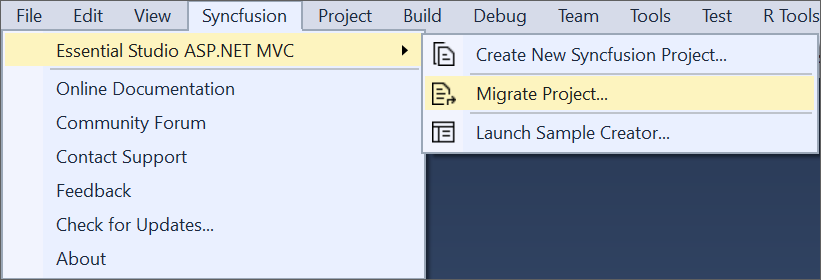 File Edit View Syncfusion Project Build Debug Team Tools Test R Tools
Essential Studio ASP.NET MVC
Create New Syncfusion Project...
Migrate Project...
Launch Sample Creator...
Online Documentation
Community Forum
Contact Support
Feedback
Check for Updates...
About